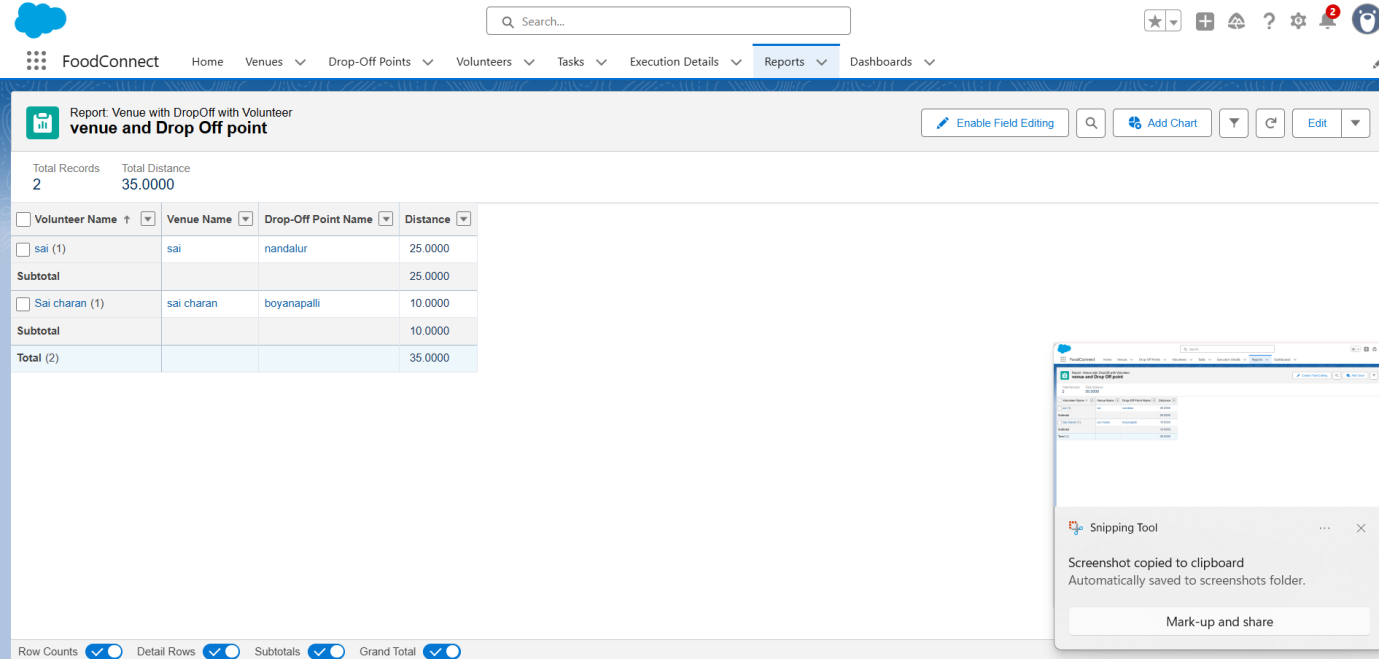 Search...
2
FoodConnect Home Venues Drop-Off Points Volunteers Tasks Execution Details Reports Dashboards
Report: Venue with DropOff with Volunteer
venue and Drop Off point
Enable Field Editing Add Chart Edit
Total Records Total Distance
2 35.0000
Volunteer Name ↑ Venue Name Drop-Off Point Name Distance
sai (1) sai nandalur 25.0000
Subtotal 25.0000
Sai charan (1) sai charan boyanapalli 10.0000
Subtotal 10.0000
Total (2) 35.0000
Snipping Tool
Screenshot copied to clipboard
Automatically saved to screenshots folder.
Mark-up and share
Row Counts Detail Rows Subtotals Grand Total